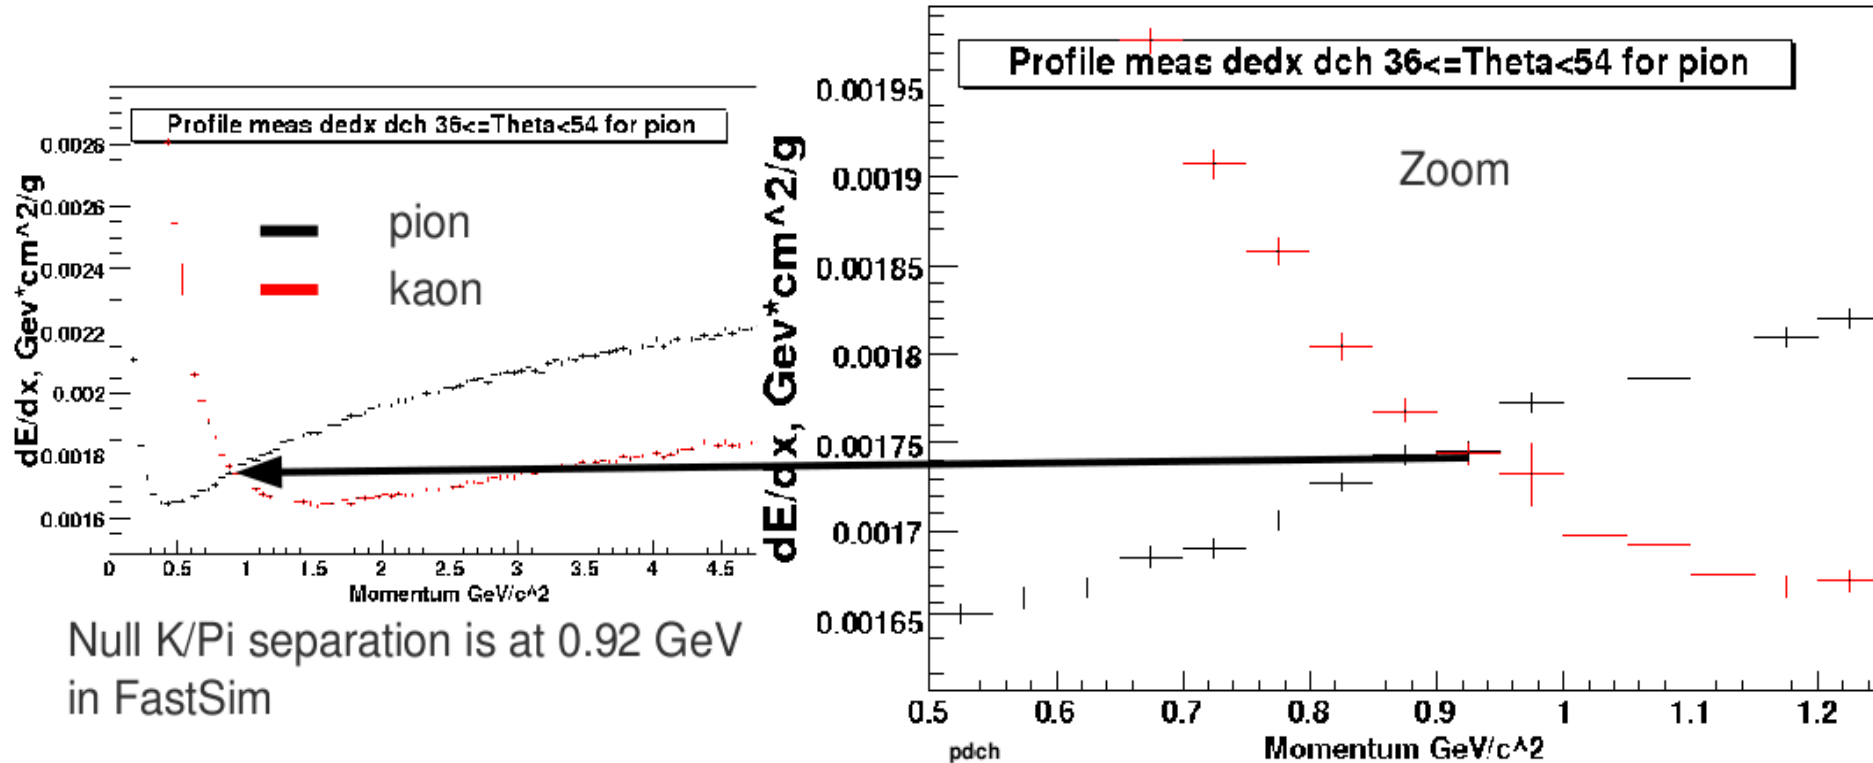 Profile meas dedx dch 36<=Theta<54 for pion
dE/dx, Gev*cm^2/g
0.0028
0.0026
0.0024
0.0022
0.002
0.0018
0.0016
pion
kaon
0
0.5
1
1.5
2
2.5
3
3.5
4
4.5
Momentum GeV/c^2
Null K/Pi separation is at 0.92 GeV
in FastSim
Profile meas dedx dch 36<=Theta<54 for pion
Zoom
dE/dx, Gev*cm^2/g
0.00195
0.0019
0.00185
0.0018
0.00175
0.0017
0.00165
0.5
0.6
0.7
0.8
0.9
1
1.1
1.2
pdch
Momentum GeV/c^2